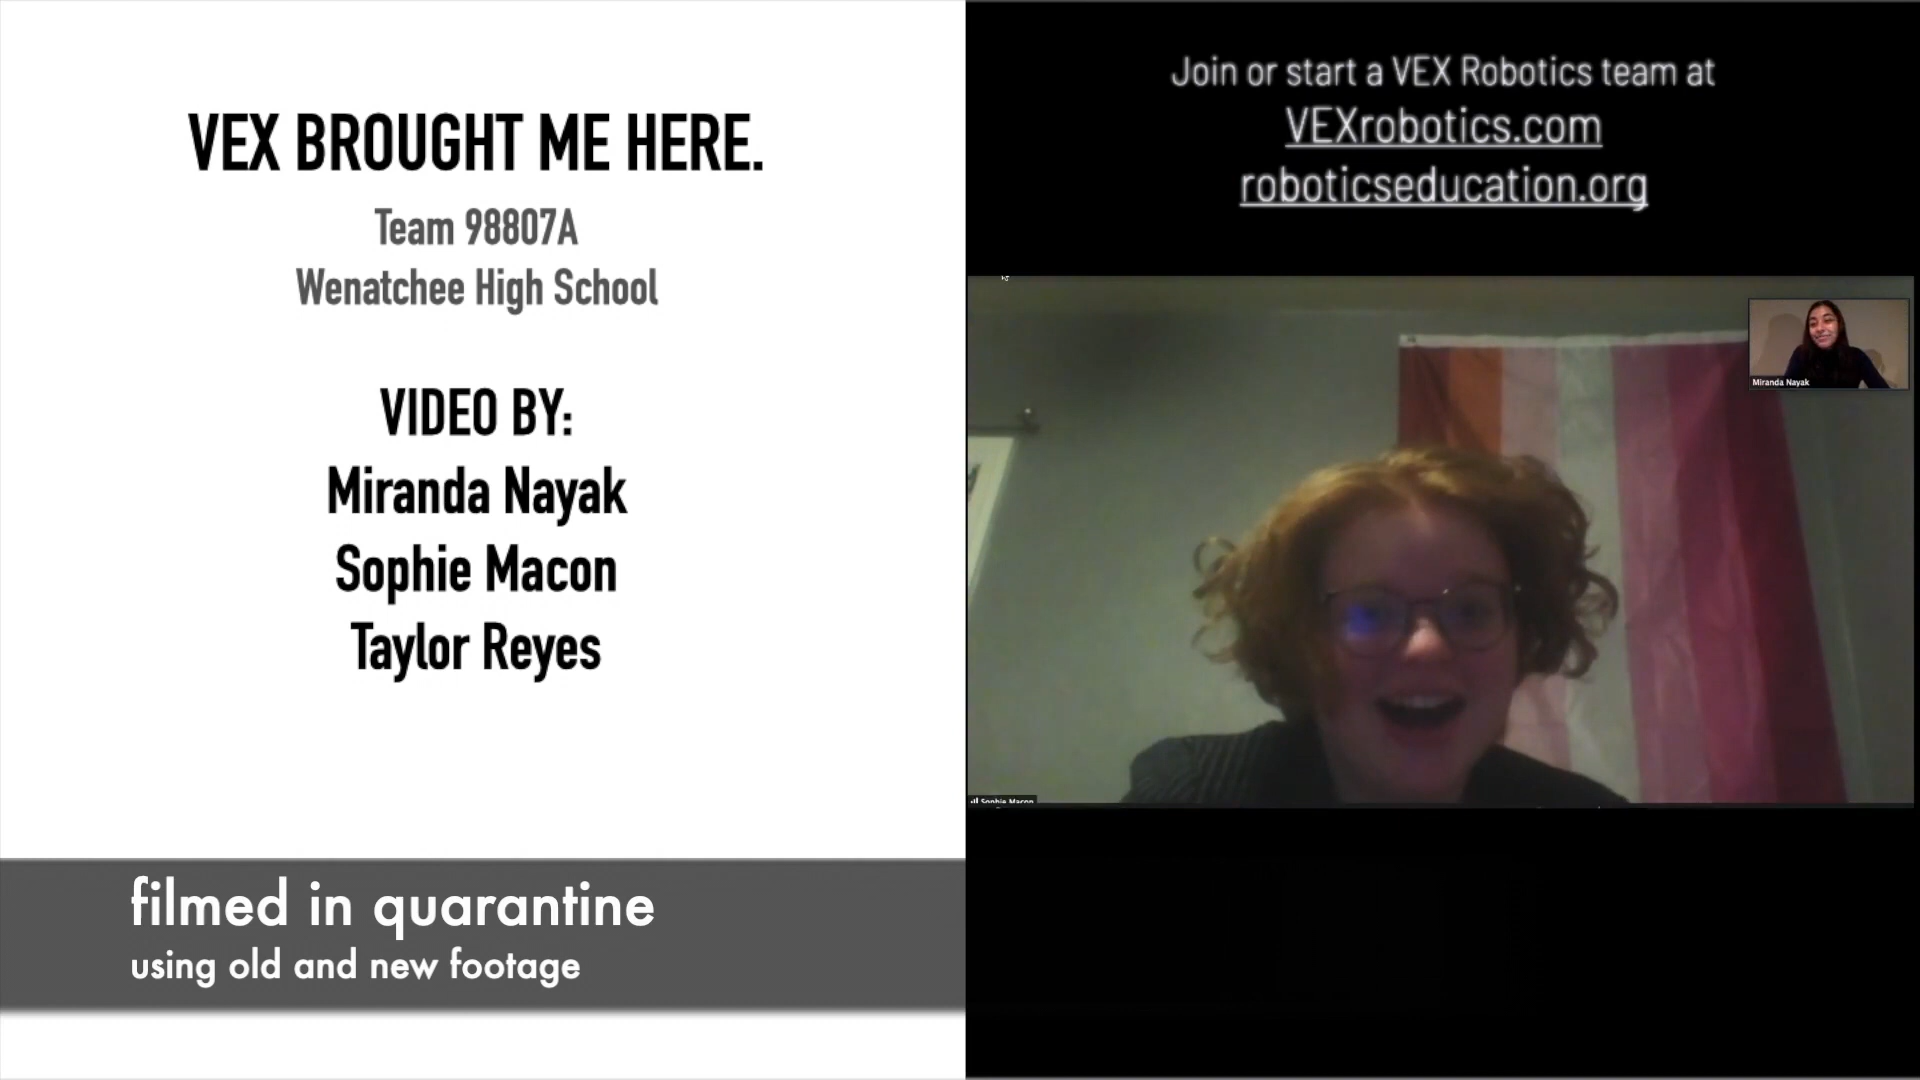 VEX BROUGHT ME HERE.
Team 98807A
Wenatchee High School
VIDEO BY:
Miranda Nayak
Sophie Macon
Taylor Reyes
filmed in quarantine
using old and new footage
Join or start a VEX Robotics team at
VEXrobotics.com
roboticseducation.org
Miranda Nayak
Sophie Macon